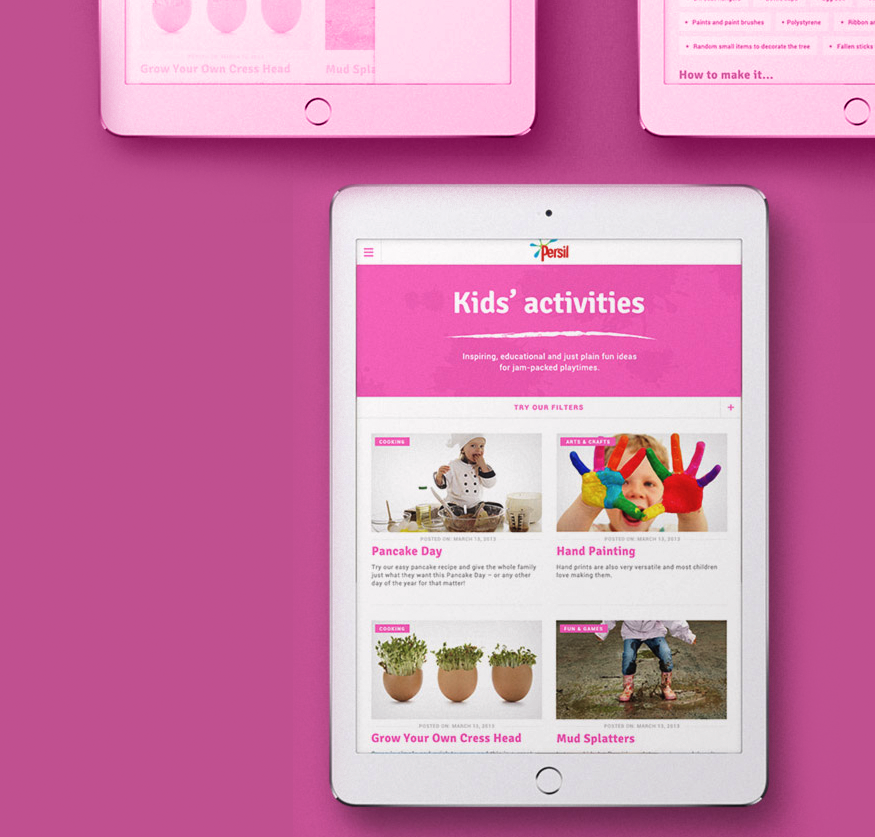 Grow Your Own Cress Head
Mud Spla
Paints and paint brushes
Polystyrene
Ribbon a
Random small items to decorate the tree
Fallen sticks
How to make it...
Persil
Kids’ activities
Inspiring, educational and just plain fun ideas
for jam-packed playtimes.
TRY OUR FILTERS
+
COOKING
POSTED ON: MARCH 13, 2013
Pancake Day
Try our easy pancake recipe and give the whole family
just what they want this Pancake Day – or any other
day of the year for that matter!
ARTS & CRAFTS
POSTED ON: MARCH 13, 2013
Hand Painting
Hand prints are also very versatile and most children
love making them.
COOKING
POSTED ON: MARCH 13, 2013
Grow Your Own Cress Head
FUN & GAMES
POSTED ON: MARCH 13, 2013
Mud Splatters